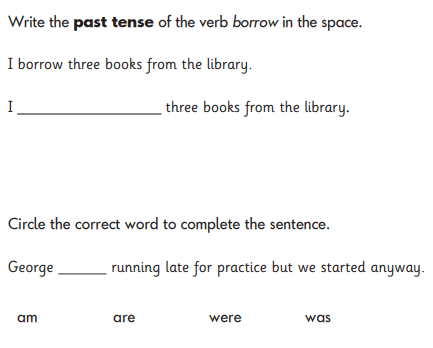 Write the past tense of the verb borrow in the space.
I borrow three books from the library.
I ____________________ three books from the library.
Circle the correct word to complete the sentence.
George ______ running late for practice but we started anyway.
am are were was